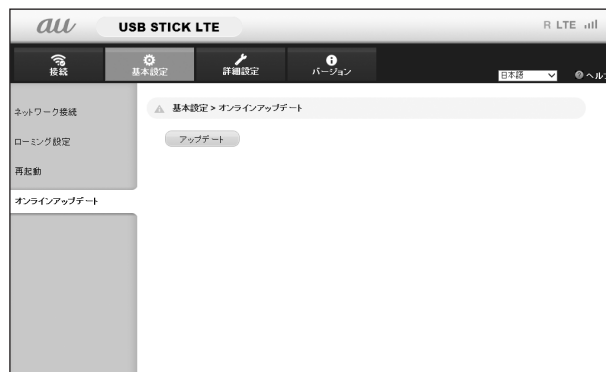 au USB STICK LTE R LTE
接続 基本設定 詳細設定 バージョン
日本語 ヘル
基本設定 > オンラインアップデート
アップデート
ネットワーク接続
ローミング設定
再起動
オンラインアップデート